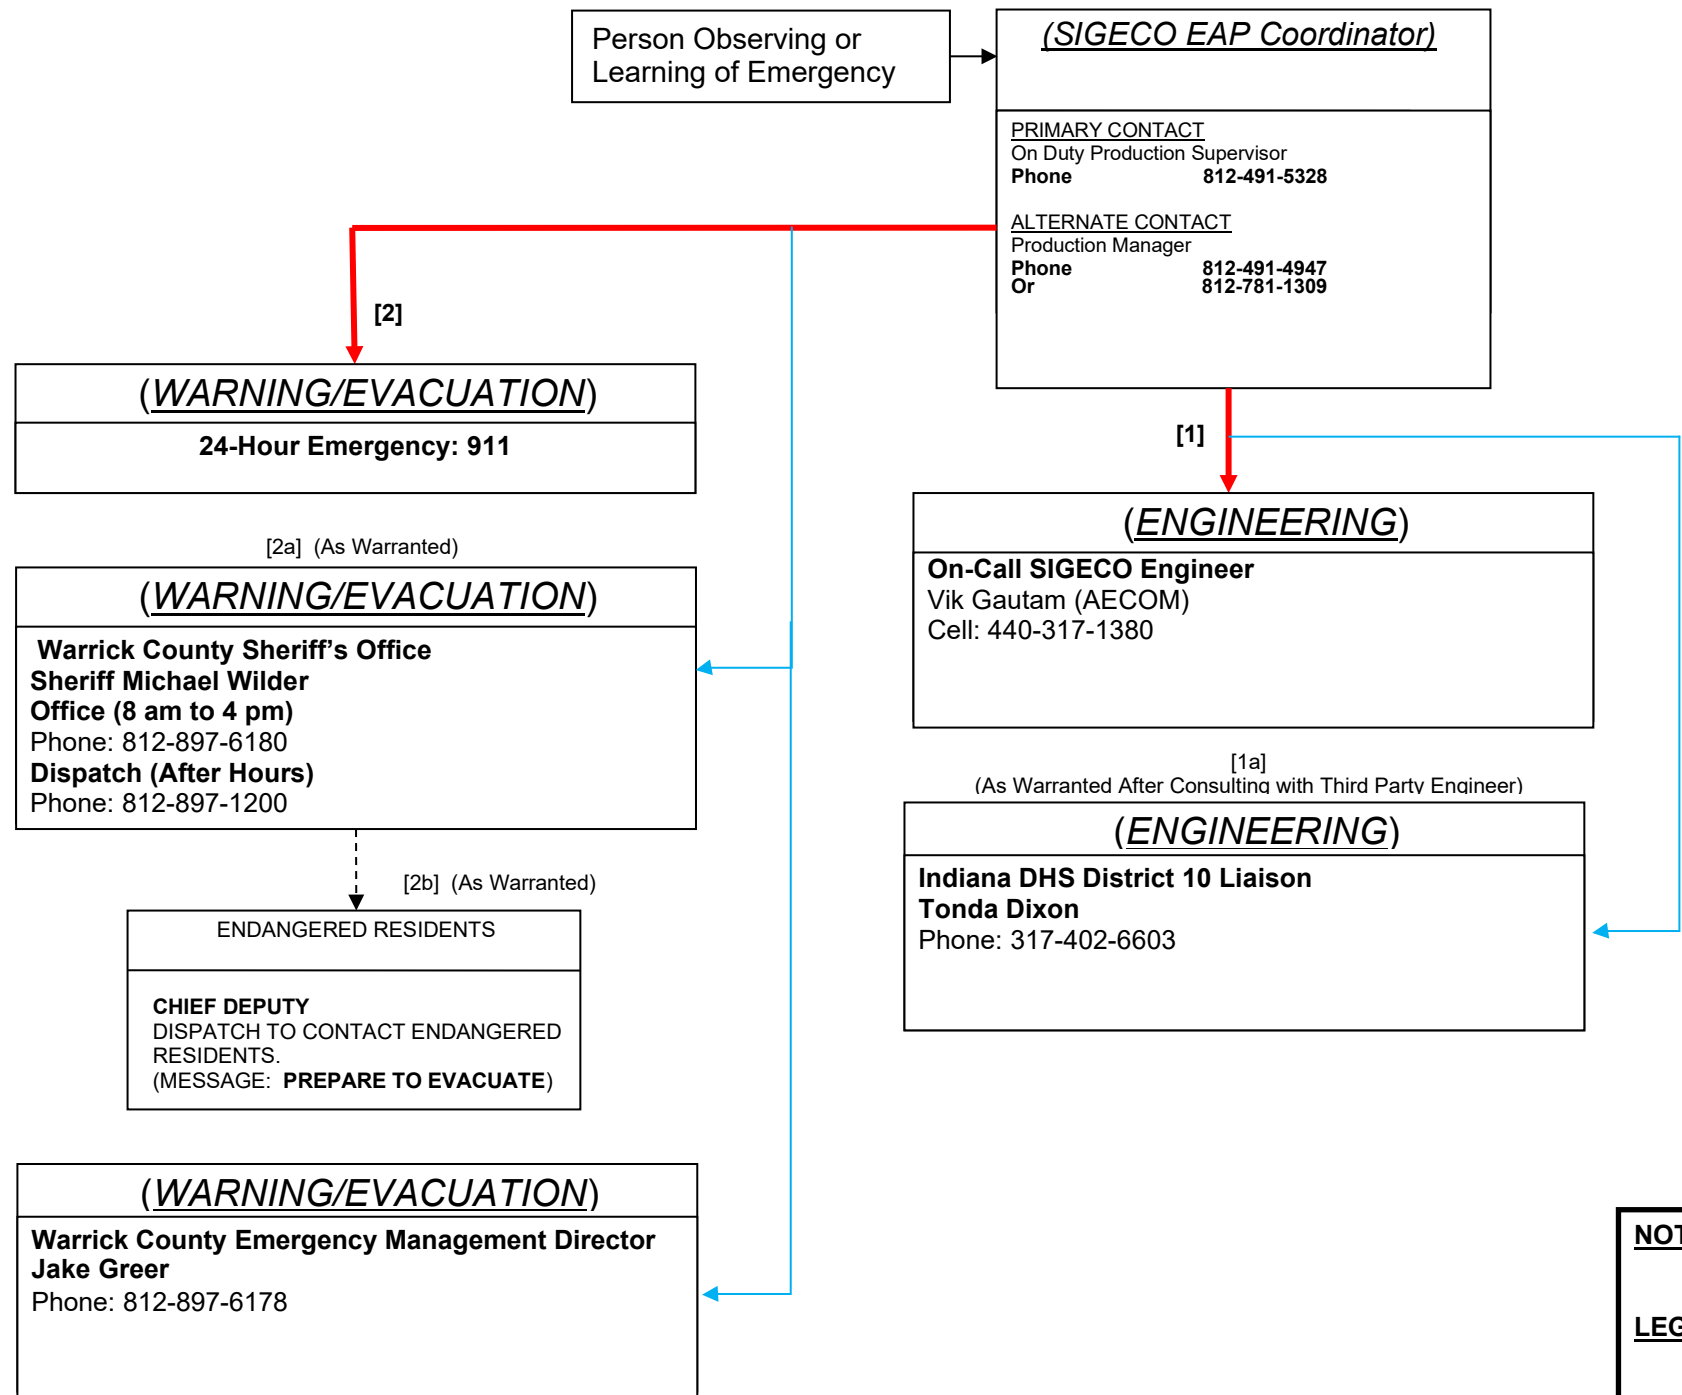 Person Observing or
Learning of Emergency
(SIGECO EAP Coordinator)
PRIMARY CONTACT
On Duty Production Supervisor
Phone 812-491-5328
ALTERNATE CONTACT
Production Manager
Phone 812-491-4947
Or 812-781-1309
[2]
(WARNING/EVACUATION)
24-Hour Emergency: 911
[1]
(ENGINEERING)
On-Call SIGECO Engineer
Vik Gautam (AECOM)
Cell: 440-317-1380
[2a] (As Warranted)
(WARNING/EVACUATION)
Warrick County Sheriff’s Office
Sheriff Michael Wilder
Office (8 am to 4 pm)
Phone: 812-897-6180
Dispatch (After Hours)
Phone: 812-897-1200
[1a]
(As Warranted After Consulting with Third Party Engineer)
(ENGINEERING)
Indiana DHS District 10 Liaison
Tonda Dixon
Phone: 317-402-6603
[2b] (As Warranted)
ENDANGERED RESIDENTS
CHIEF DEPUTY
DISPATCH TO CONTACT ENDANGERED
RESIDENTS.
(MESSAGE: PREPARE TO EVACUATE)
(WARNING/EVACUATION)
Warrick County Emergency Management Director
Jake Greer
Phone: 812-897-6178